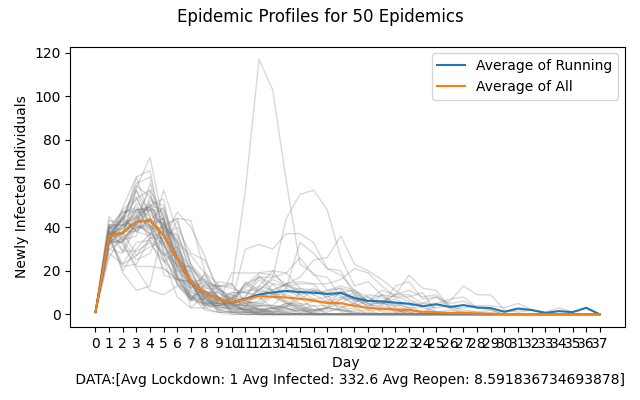 Epidemic Profiles for 50 Epidemics
120
100
80
60
40
20
0
Newly Infected Individuals
Average of Running
Average of All
0 1 2 3 4 5 6 7 8 9 10 11 12 13 14 15 16 17 18 19 20 21 22 23 24 25 26 27 28 29 30 31 32 33 34 35 36 37
Day
DATA:[Avg Lockdown: 1 Avg Infected: 332.6 Avg Reopen: 8.591836734693878]